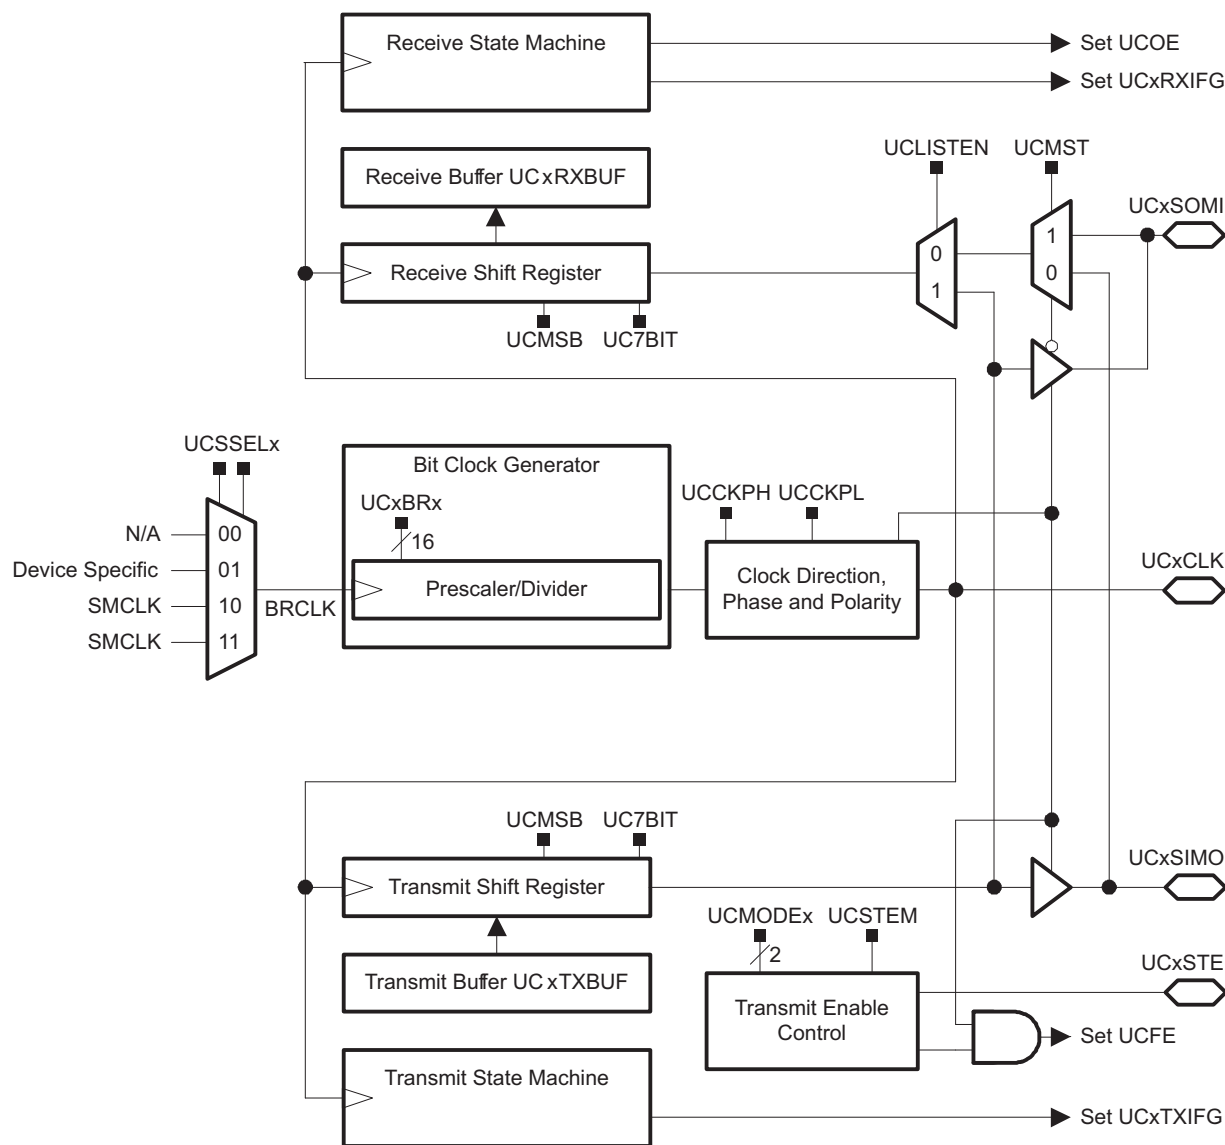 Receive State Machine
Set UCOE
Set UCxRXIFG
UCLISTEN
UCMST
Receive Buffer UCxRXBUF
UCxSOMI
1
0
0
1
Receive Shift Register
UCMSB
UC7BIT
UCSSELx
Bit Clock Generator
UCxBRx
16
UCCKPH
UCCKPL
N/A
00
Device Specific
01
SMCLK
10
SMCLK
11
BRCLK
Prescaler/Divider
Clock Direction,
Phase and Polarity
UCxCLK
UCMSB
UC7BIT
Transmit Shift Register
UCxSIMO
UCMODEx
UCSTEM
2
Transmit Buffer UCxTXBUF
UCxSTE
Transmit Enable
Control
Set UCFE
Transmit State Machine
Set UCxTXIFG